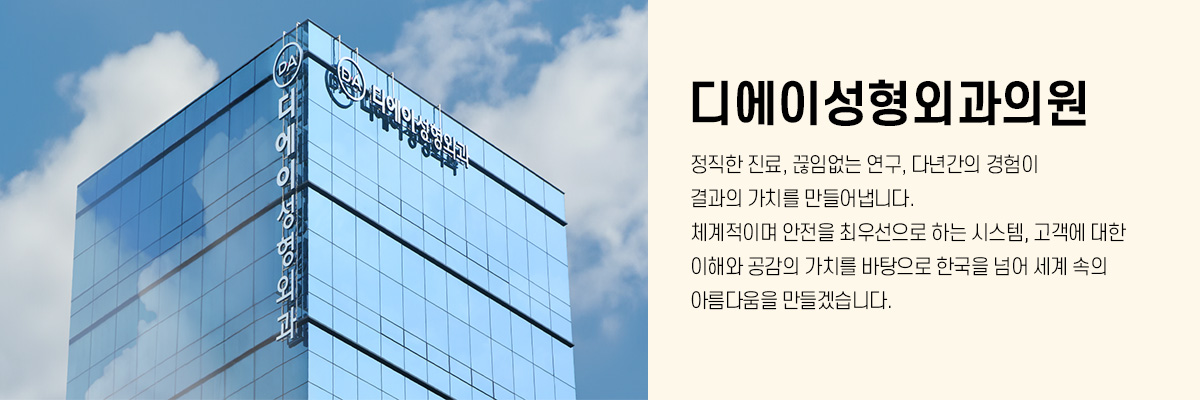 DA
디에이성형외과
DA
디에이성형외과
디에이성형외과의원
정직한 진료, 끊임없는 연구, 다년간의 경험이
결과의 가치를 만들어냅니다.
체계적이며 안전을 최우선으로 하는 시스템, 고객에 대한
이해와 공감의 가치를 바탕으로 한국을 넘어 세계 속의
아름다움을 만들겠습니다.